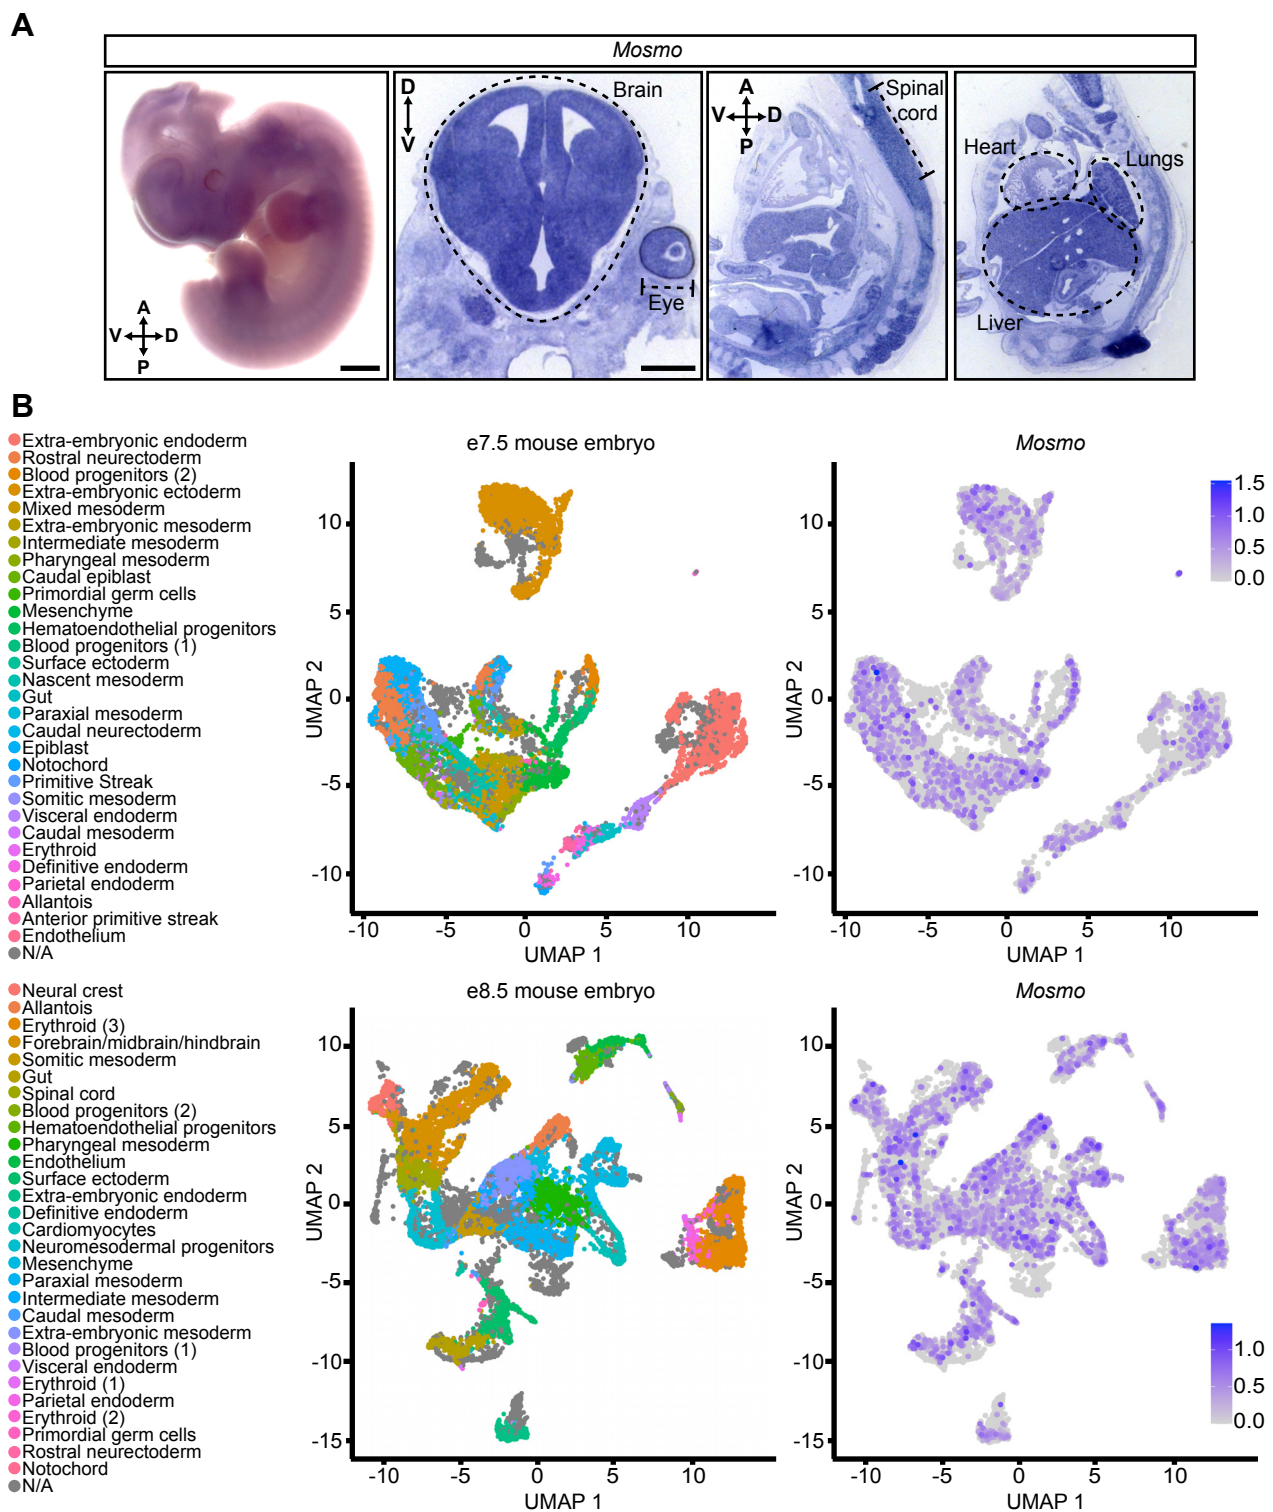 A
Mosmo
D
V
Brain
Eye
A
V
D
P
Spinal
cord
Heart
Lungs
Liver
A
V
D
P
B
e7.5 mouse embryo
Mosmo
Extra-embryonic endoderm
Rostral neurectoderm
Blood progenitors (2)
Extra-embryonic ectoderm
Mixed mesoderm
Extra-embryonic mesoderm
Intermediate mesoderm
Pharyngeal mesoderm
Caudal epiblast
Primordial germ cells
Mesenchyme
Hematoendothelial progenitors
Blood progenitors (1)
Surface ectoderm
Nascent mesoderm
Gut
Paraxial mesoderm
Caudal neurectoderm
Epiblast
Notochord
Primitive Streak
Somitic mesoderm
Visceral endoderm
Caudal mesoderm
Erythroid
Definitive endoderm
Parietal endoderm
Allantois
Anterior primitive streak
Endothelium
N/A
10
5
0
-5
-10
UMAP 2
-10 -5 0 5 10
UMAP 1
10
5
0
-5
-10
UMAP 2
-10 -5 0 5 10
UMAP 1
1.5
1.0
0.5
0.0
e8.5 mouse embryo
Mosmo
Neural crest
Allantois
Erythroid (3)
Forebrain/midbrain/hindbrain
Somitic mesoderm
Gut
Spinal cord
Blood progenitors (2)
Hematoendothelial progenitors
Pharyngeal mesoderm
Endothelium
Surface ectoderm
Extra-embryonic endoderm
Definitive endoderm
Cardiomyocytes
Neuromesodermal progenitors
Mesenchyme
Paraxial mesoderm
Intermediate mesoderm
Caudal mesoderm
Extra-embryonic mesoderm
Blood progenitors (1)
Visceral endoderm
Erythroid (1)
Parietal endoderm
Erythroid (2)
Primordial germ cells
Rostral neurectoderm
Notochord
N/A
10
5
0
-5
-10
-15
UMAP 2
-10 -5 0 5 10
UMAP 1
10
5
0
-5
-10
-15
UMAP 2
-10 -5 0 5 10
UMAP 1
1.0
0.5
0.0